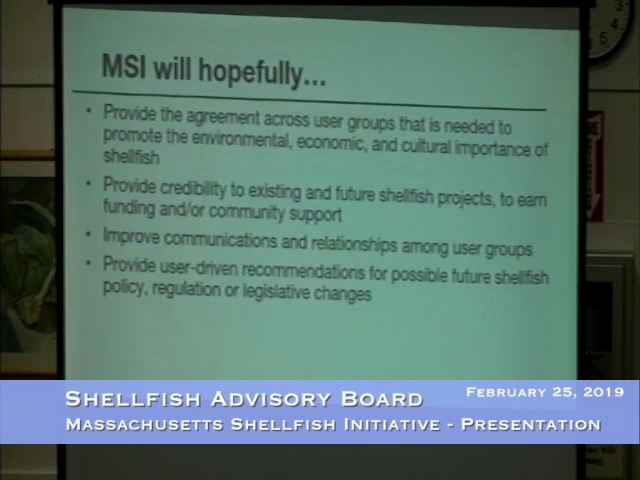 MSI will hopefully...
• Provide the agreement across user groups that is needed to
promote the environmental, economic, and cultural importance of
shellfish
• Provide credibility to existing and future shellfish projects, to earn
funding and/or community support
• Improve communications and relationships among user groups
• Provide user-driven recommendations for possible future shellfish
policy, regulation or legislative changes
Shellfish Advisory Board
February 25, 2019
Massachusetts Shellfish Initiative - Presentation